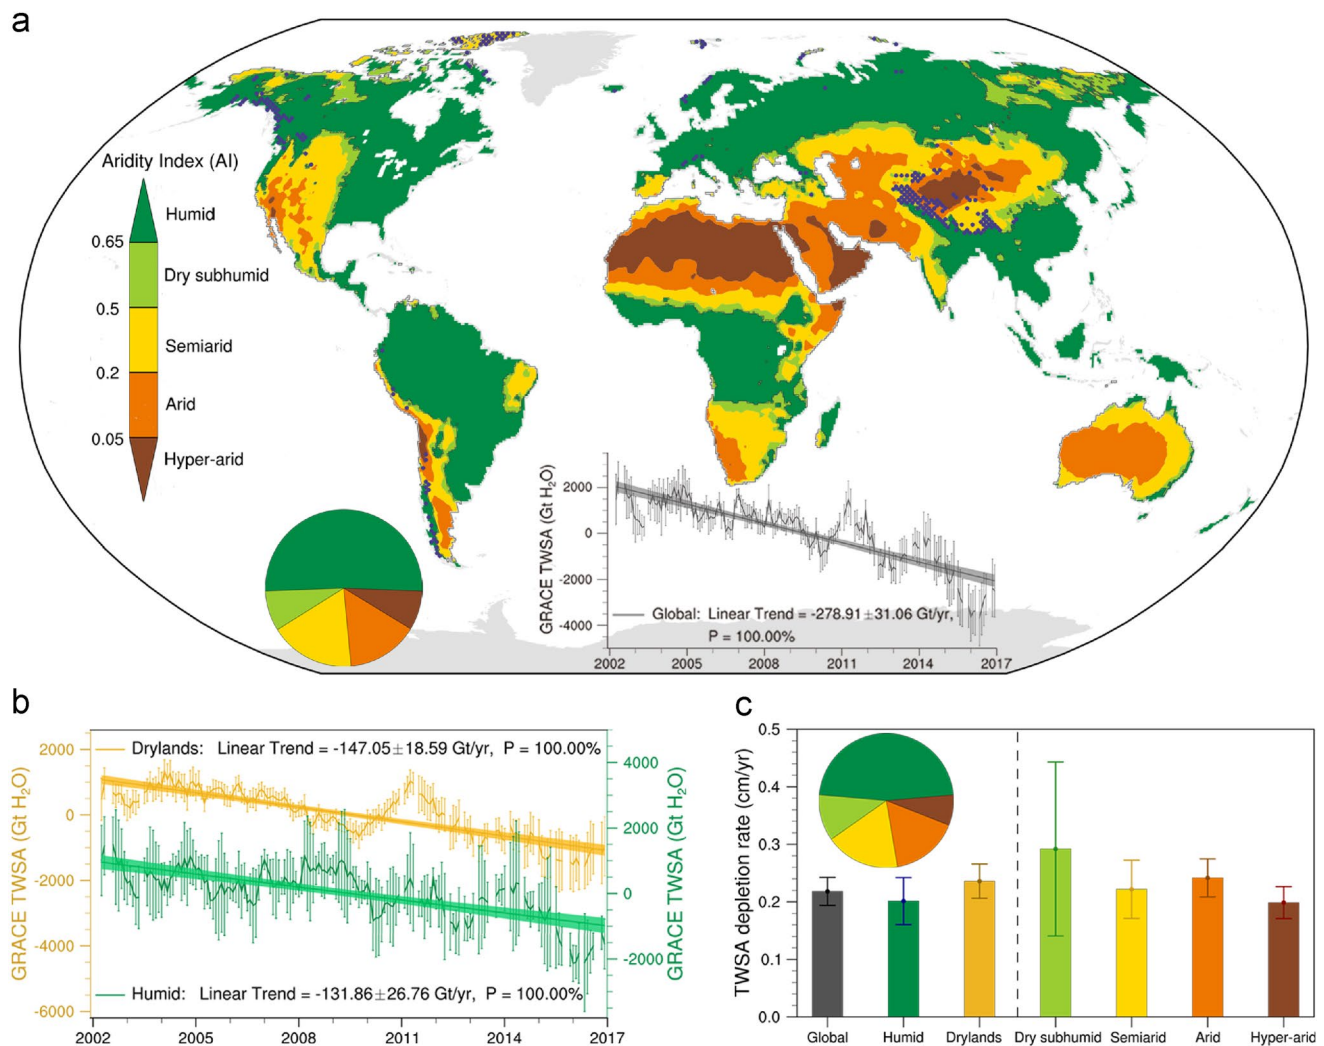 a
Aridity Index (AI)
Humid
0.65
Dry subhumid
0.5
Semiarid
0.2
Arid
0.05
Hyper-arid
GRACE TWSA (Gt H₂O)
2000
0
-2000
-4000
Global: Linear Trend = -278.91±31.06 Gt/yr,
P = 100.00%
2002 2005 2008 2011 2014 2017
b
GRACE TWSA (Gt H₂O)
2000
0
-2000
-4000
-6000
Drylands: Linear Trend = -147.05±18.59 Gt/yr, P = 100.00%
Humid: Linear Trend = -131.86±26.76 Gt/yr, P = 100.00%
4000
2000
0
-2000
GRACE TWSA (Gt H₂O)
2002 2005 2008 2011 2014 2017
c
TWSA depletion rate (cm/yr)
0.5
0.4
0.3
0.2
0.1
0.0
Global Humid Drylands Dry subhumid Semiarid Arid Hyper-arid